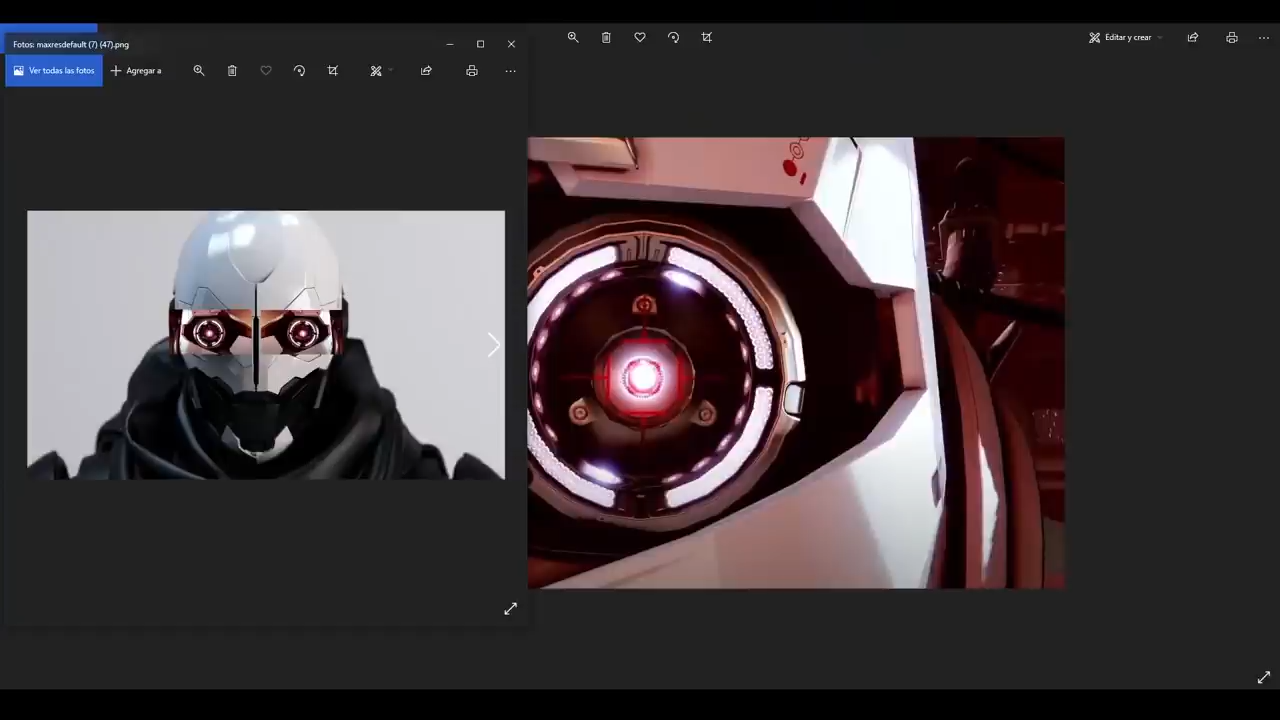 Fotos: maxresdefault (7) (47).png
Ver todas las fotos
Agregar a
Editar y crear